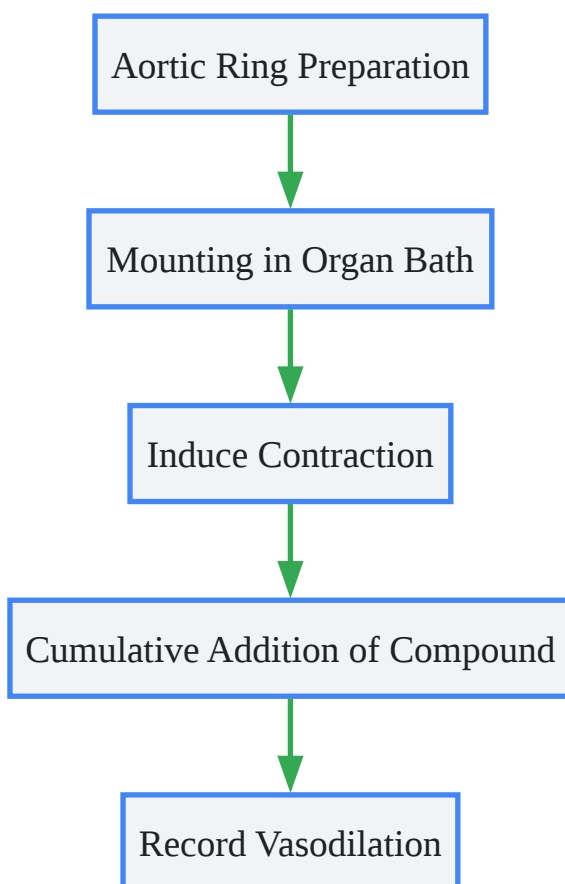 Aortic Ring Preparation
Mounting in Organ Bath
Induce Contraction
Cumulative Addition of Compound
Record Vasodilation